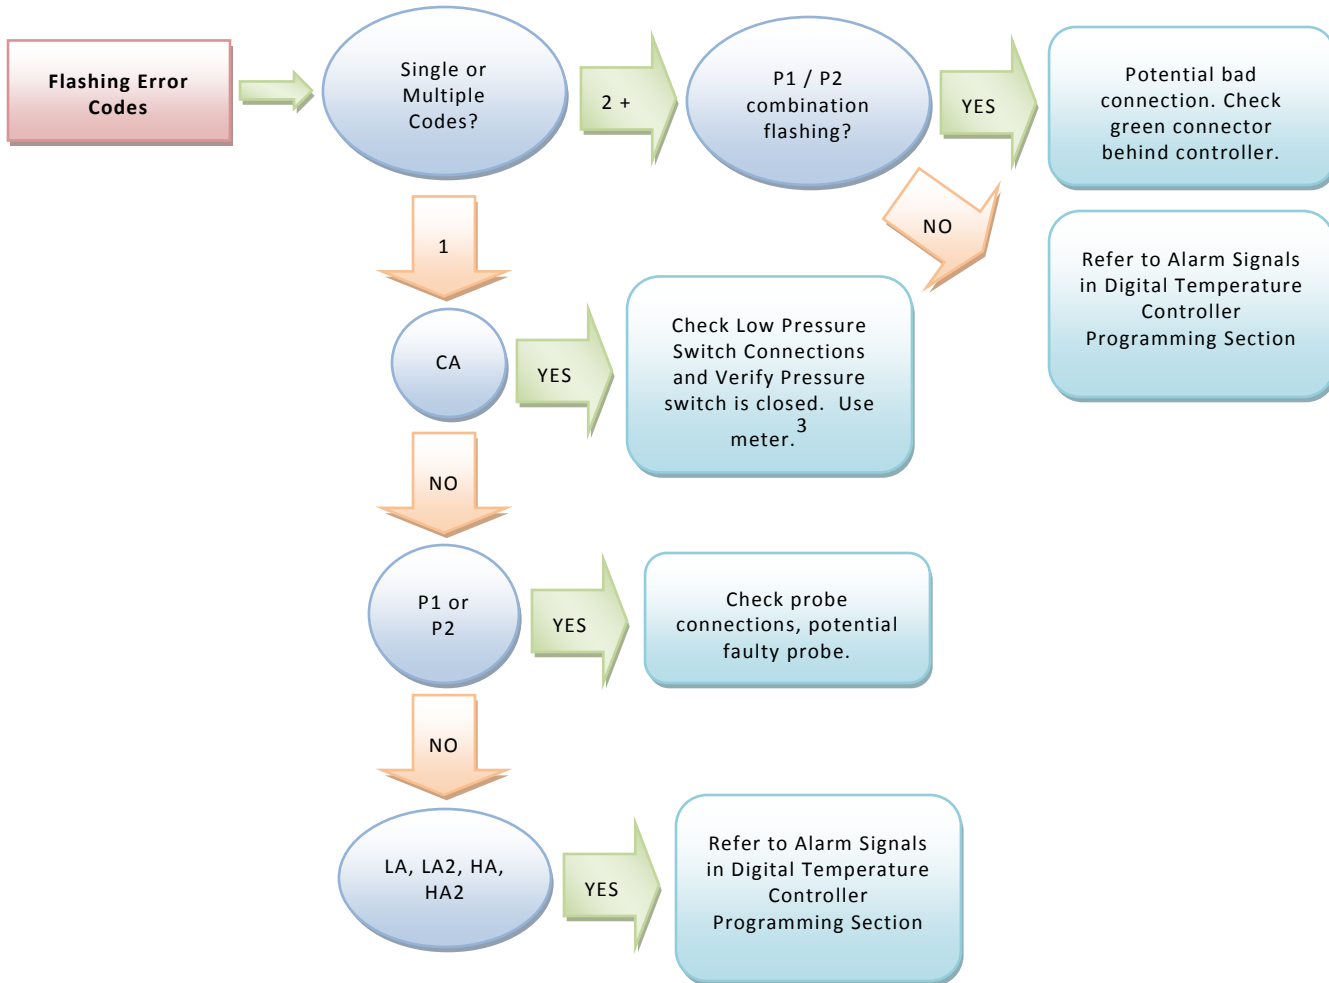 Flashing Error
Codes
Single or
Multiple
Codes?
2 +
P1 / P2
combination
flashing?
YES
Potential bad
connection. Check
green connector
behind controller.
NO
Refer to Alarm Signals
in Digital Temperature
Controller
Programming Section
1
CA
YES
Check Low Pressure
Switch Connections
and Verify Pressure
switch is closed. Use
meter.3
NO
P1 or
P2
YES
Check probe
connections, potential
faulty probe.
NO
LA, LA2, HA,
HA2
YES
Refer to Alarm Signals
in Digital Temperature
Controller
Programming Section